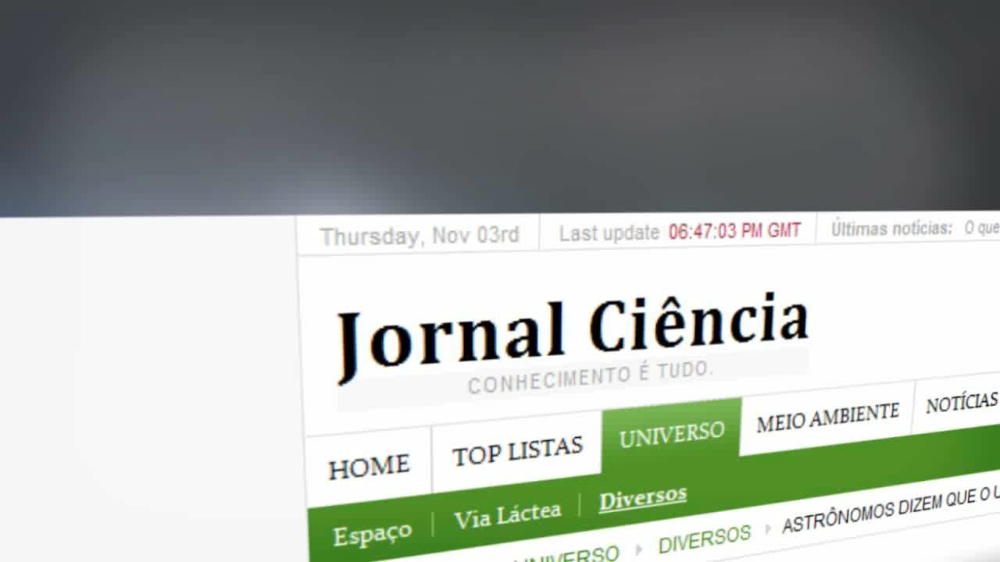 Thursday, Nov 03rd Last update 06:47:03 PM GMT Últimas notícias: O que
Jornal Ciência
CONHECIMENTO É TUDO.
HOME TOP LISTAS UNIVERSO MEIO AMBIENTE NOTÍCIAS
Espaço Via Láctea Diversos
UNIVERSO DIVERSOS ASTRÔNOMOS DIZEM QUE O